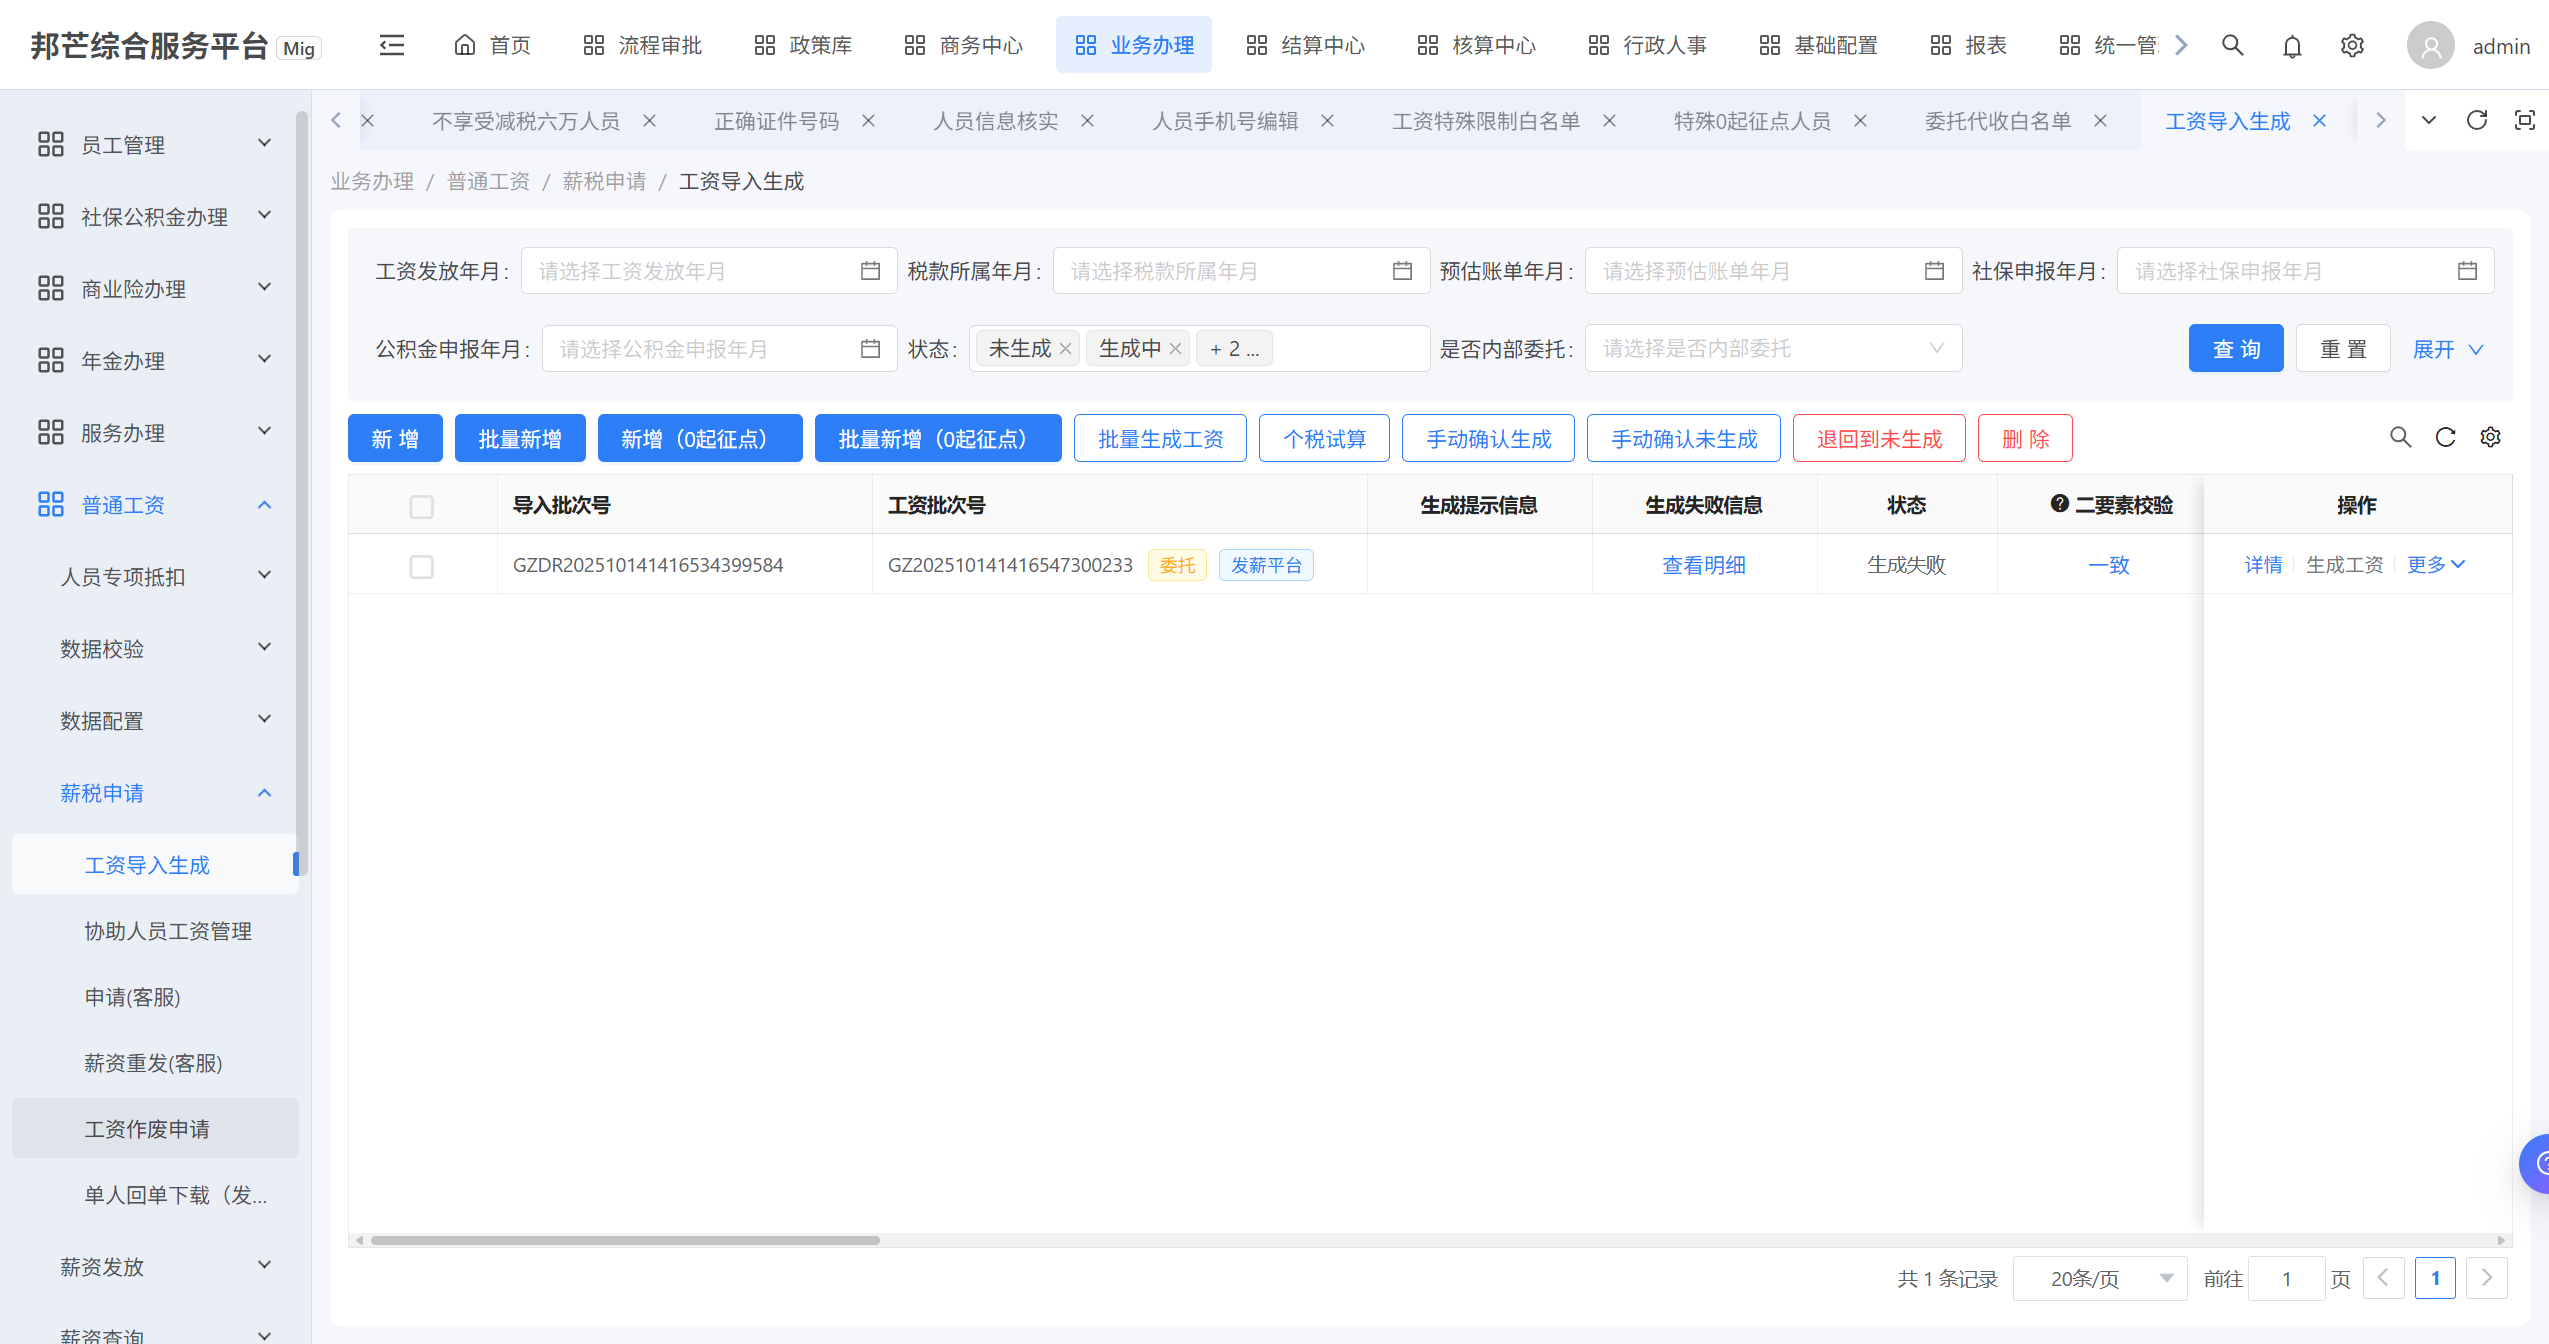 邦芒综合服务平台 Mig 首页 流程审批 政策库 商务中心 业务办理 结算中心 核算中心 行政人事 基础配置 报表 统一管 admin
不享受减税六万人员 正确证件号码 人员信息核实 人员手机号编辑 工资特殊限制白名单 特殊0起征点人员 委托代收白名单 工资导入生成
业务办理 / 普通工资 / 薪税申请 / 工资导入生成
员工管理
社保公积金办理
商业险办理
年金办理
服务办理
普通工资
人员专项抵扣
数据校验
数据配置
薪税申请
工资导入生成
协助人员工资管理
申请(客服)
薪资重发(客服)
工资作废申请
单人回单下载（发...
薪资发放
薪资查询
工资发放年月: 请选择工资发放年月 税款所属年月: 请选择税款所属年月 预估账单年月: 请选择预估账单年月 社保申报年月: 请选择社保申报年月
公积金申报年月: 请选择公积金申报年月 状态: 未生成 生成中 + 2 ... 是否内部委托: 请选择是否内部委托 查 询 重 置 展开
新 增 批量新增 新增（0起征点） 批量新增（0起征点） 批量生成工资 个税试算 手动确认生成 手动确认未生成 退回到未生成 删 除
导入批次号 工资批次号 生成提示信息 生成失败信息 状态 二要素校验 操作
GZDR202510141416534399584 GZ202510141416547300233 委托 发薪平台 查看明细 生成失败 一致 详情 生成工资 更多
共 1 条记录 20条/页 前往 1 页 1